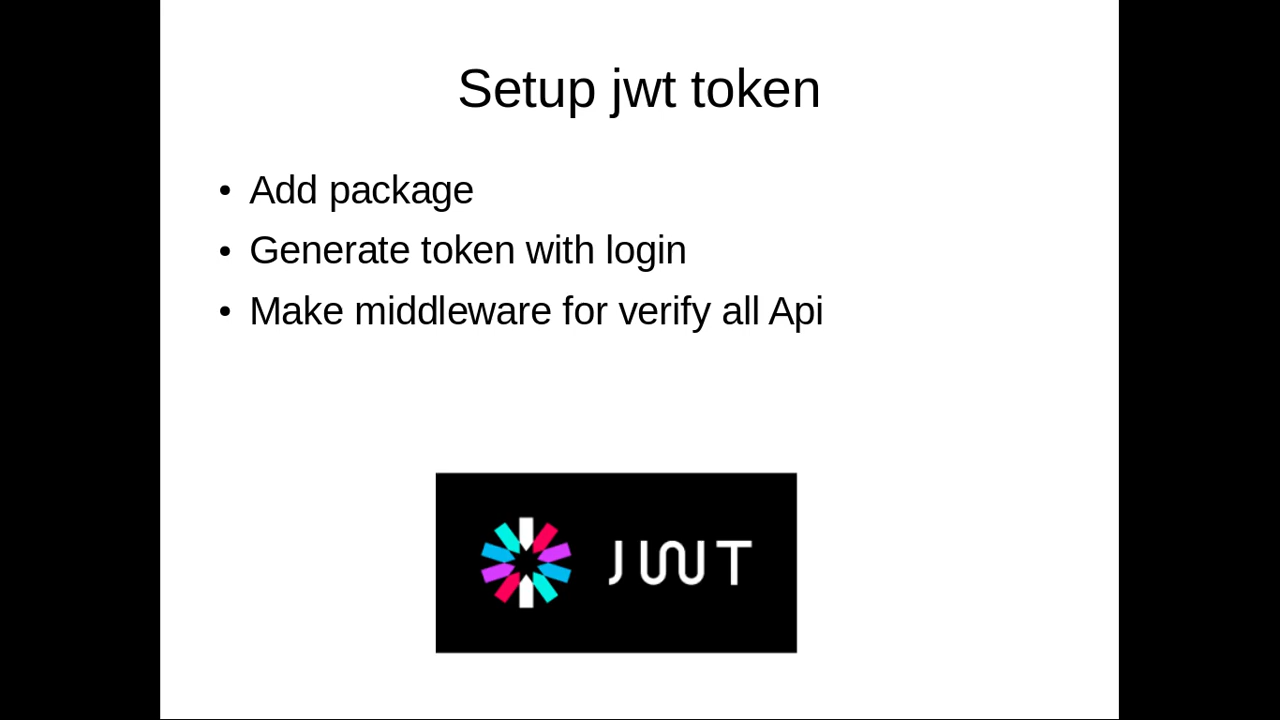 Setup jwt token
• Add package
• Generate token with login
• Make middleware for verify all Api
JWT